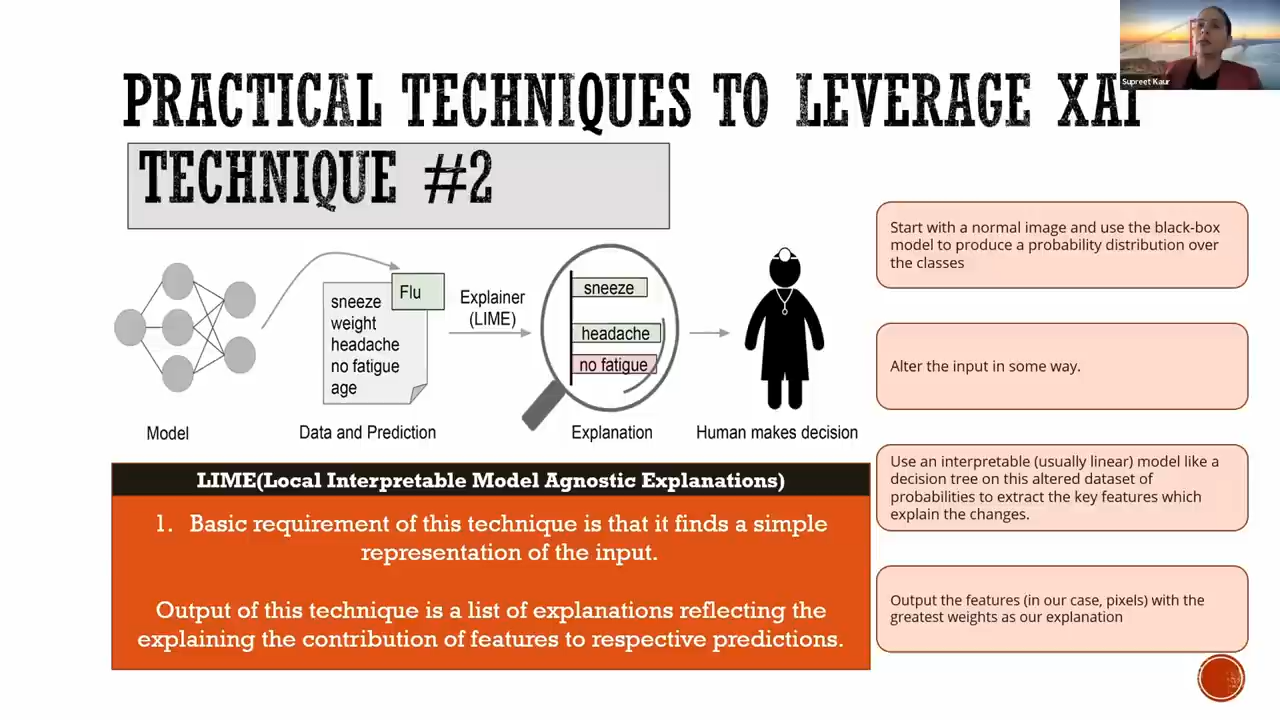 Supreet Kaur
PRACTICAL TECHNIQUES TO LEVERAGE XAI
TECHNIQUE #2
sneeze
weight
headache
no fatigue
age
Flu
Explainer
(LIME)
sneeze
headache
no fatigue
Model
Data and Prediction
Explanation
Human makes decision
LIME(Local Interpretable Model Agnostic Explanations)
1. Basic requirement of this technique is that it finds a simple
representation of the input.
Output of this technique is a list of explanations reflecting the
explaining the contribution of features to respective predictions.
Start with a normal image and use the black-box
model to produce a probability distribution over
the classes
Alter the input in some way.
Use an interpretable (usually linear) model like a
decision tree on this altered dataset of
probabilities to extract the key features which
explain the changes.
Output the features (in our case, pixels) with the
greatest weights as our explanation